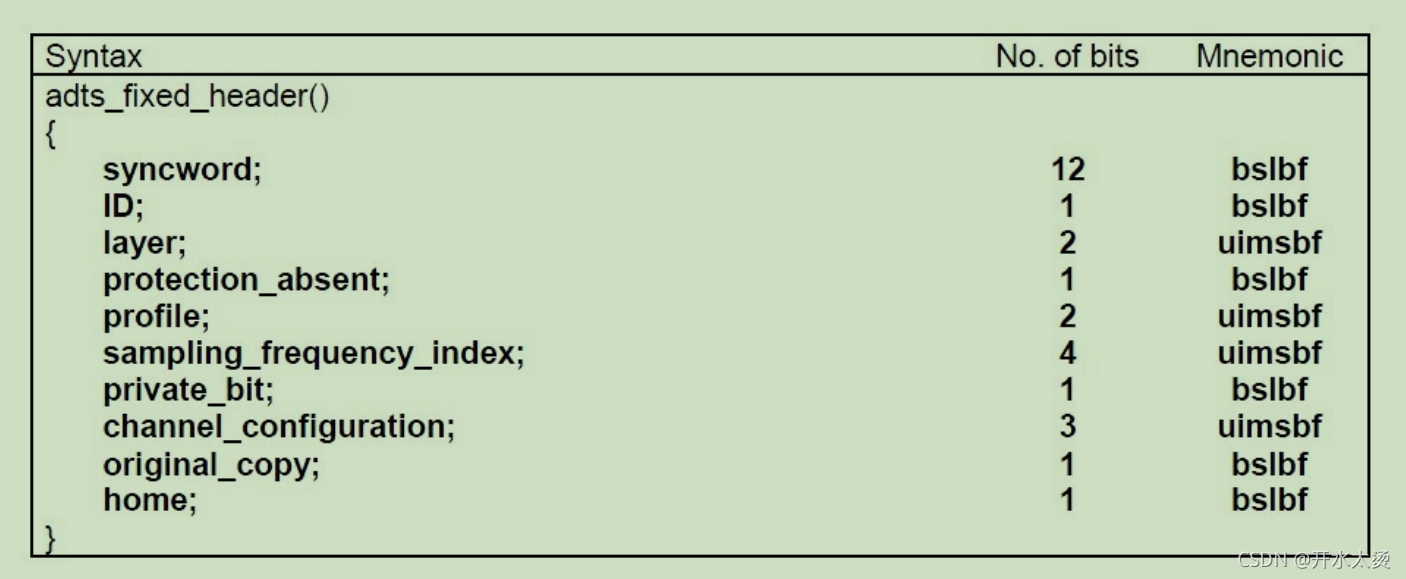 Syntax No. of bits Mnemonic
adts_fixed_header()
{
syncword; 12 bslbf
ID; 1 bslbf
layer; 2 uimsbf
protection_absent; 1 bslbf
profile; 2 uimsbf
sampling_frequency_index; 4 uimsbf
private_bit; 1 bslbf
channel_configuration; 3 uimsbf
original_copy; 1 bslbf
home; 1 bslbf
}
CSDN @开水太烫